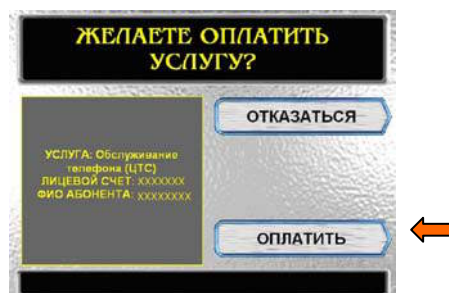 ЖЕЛАЕТЕ ОПЛАТИТЬ
УСЛУГУ?
ОТКАЗАТЬСЯ
УСЛУГА: Обслуживание
телефона (ЦТС)
ЛИЦЕВОЙ СЧЕТ: XXXXXXX
ФИО АБОНЕНТА: XXXXXXXX
ОПЛАТИТЬ